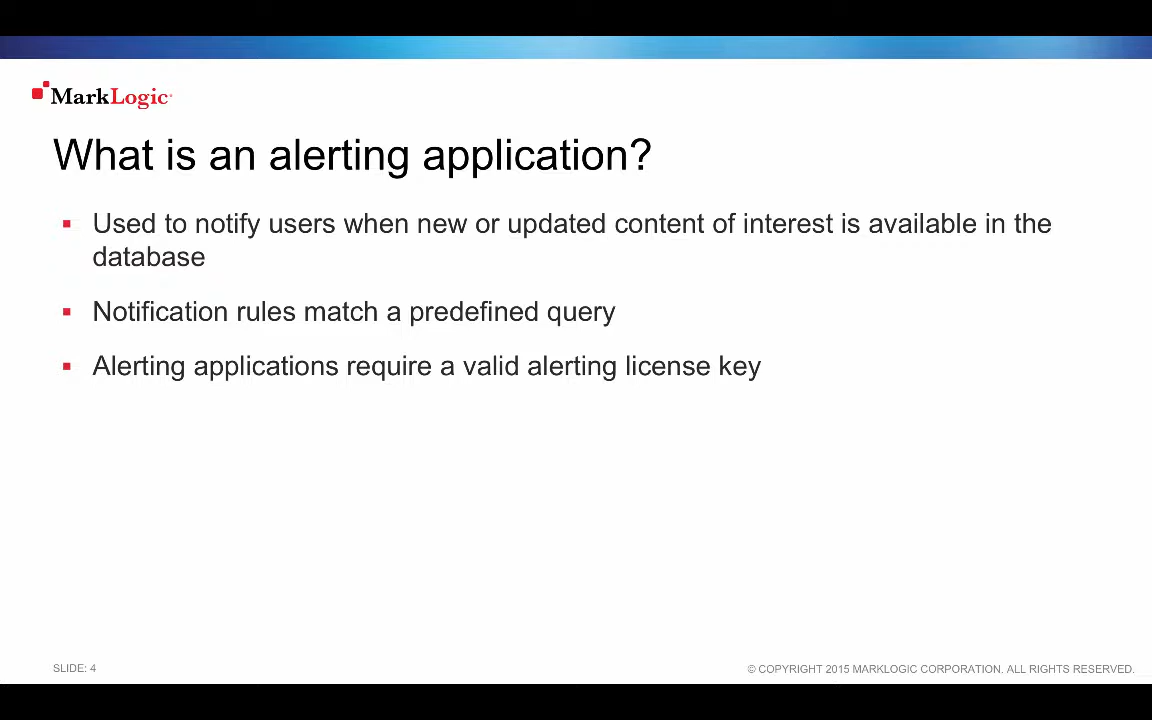 MarkLogic
What is an alerting application?
▪ Used to notify users when new or updated content of interest is available in the
database
▪ Notification rules match a predefined query
▪ Alerting applications require a valid alerting license key
SLIDE: 4
© COPYRIGHT 2015 MARKLOGIC CORPORATION. ALL RIGHTS RESERVED.